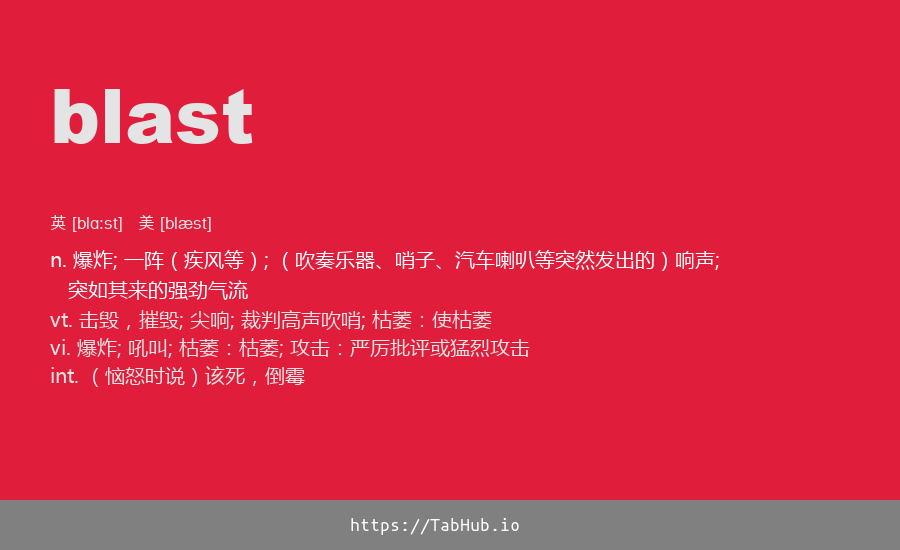 blast
英 [blɑːst] 美 [blæst]
n. 爆炸; 一阵（疾风等）; （吹奏乐器、哨子、汽车喇叭等突然发出的）响声;
突如其来的强劲气流
vt. 击毁，摧毁; 尖响; 裁判高声吹哨; 枯萎：使枯萎
vi. 爆炸; 吼叫; 枯萎：枯萎; 攻击：严厉批评或猛烈攻击
int. （恼怒时说）该死，倒霉
https://TabHub.io